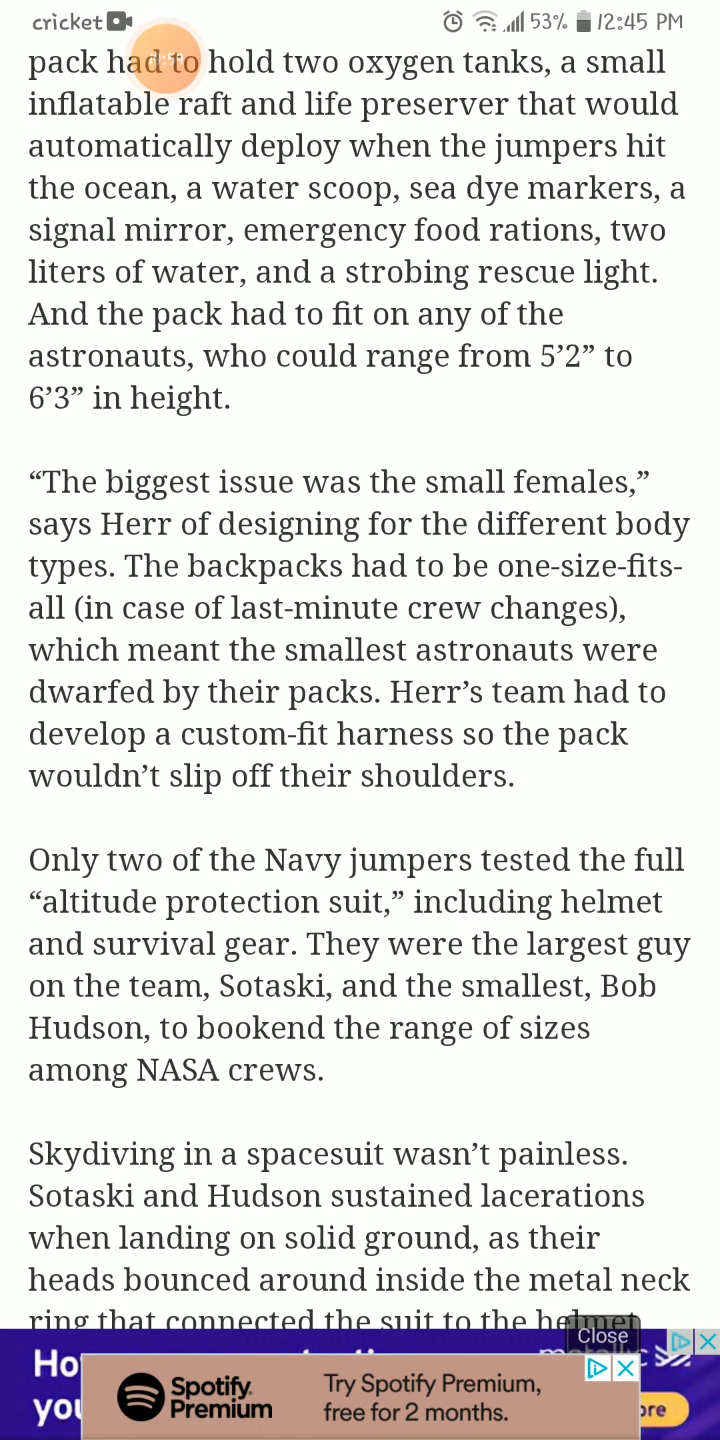 cricket 53% 12:45 PM
pack had to hold two oxygen tanks, a small
inflatable raft and life preserver that would
automatically deploy when the jumpers hit
the ocean, a water scoop, sea dye markers, a
signal mirror, emergency food rations, two
liters of water, and a strobing rescue light.
And the pack had to fit on any of the
astronauts, who could range from 5’2” to
6’3” in height.
“The biggest issue was the small females,”
says Herr of designing for the different body
types. The backpacks had to be one-size-fits-
all (in case of last-minute crew changes),
which meant the smallest astronauts were
dwarfed by their packs. Herr’s team had to
develop a custom-fit harness so the pack
wouldn’t slip off their shoulders.
Only two of the Navy jumpers tested the full
“altitude protection suit,” including helmet
and survival gear. They were the largest guy
on the team, Sotaski, and the smallest, Bob
Hudson, to bookend the range of sizes
among NASA crews.
Skydiving in a spacesuit wasn’t painless.
Sotaski and Hudson sustained lacerations
when landing on solid ground, as their
heads bounced around inside the metal neck
ring that connected the suit to the helmet
Close
Spotify Premium
Try Spotify Premium,
free for 2 months.